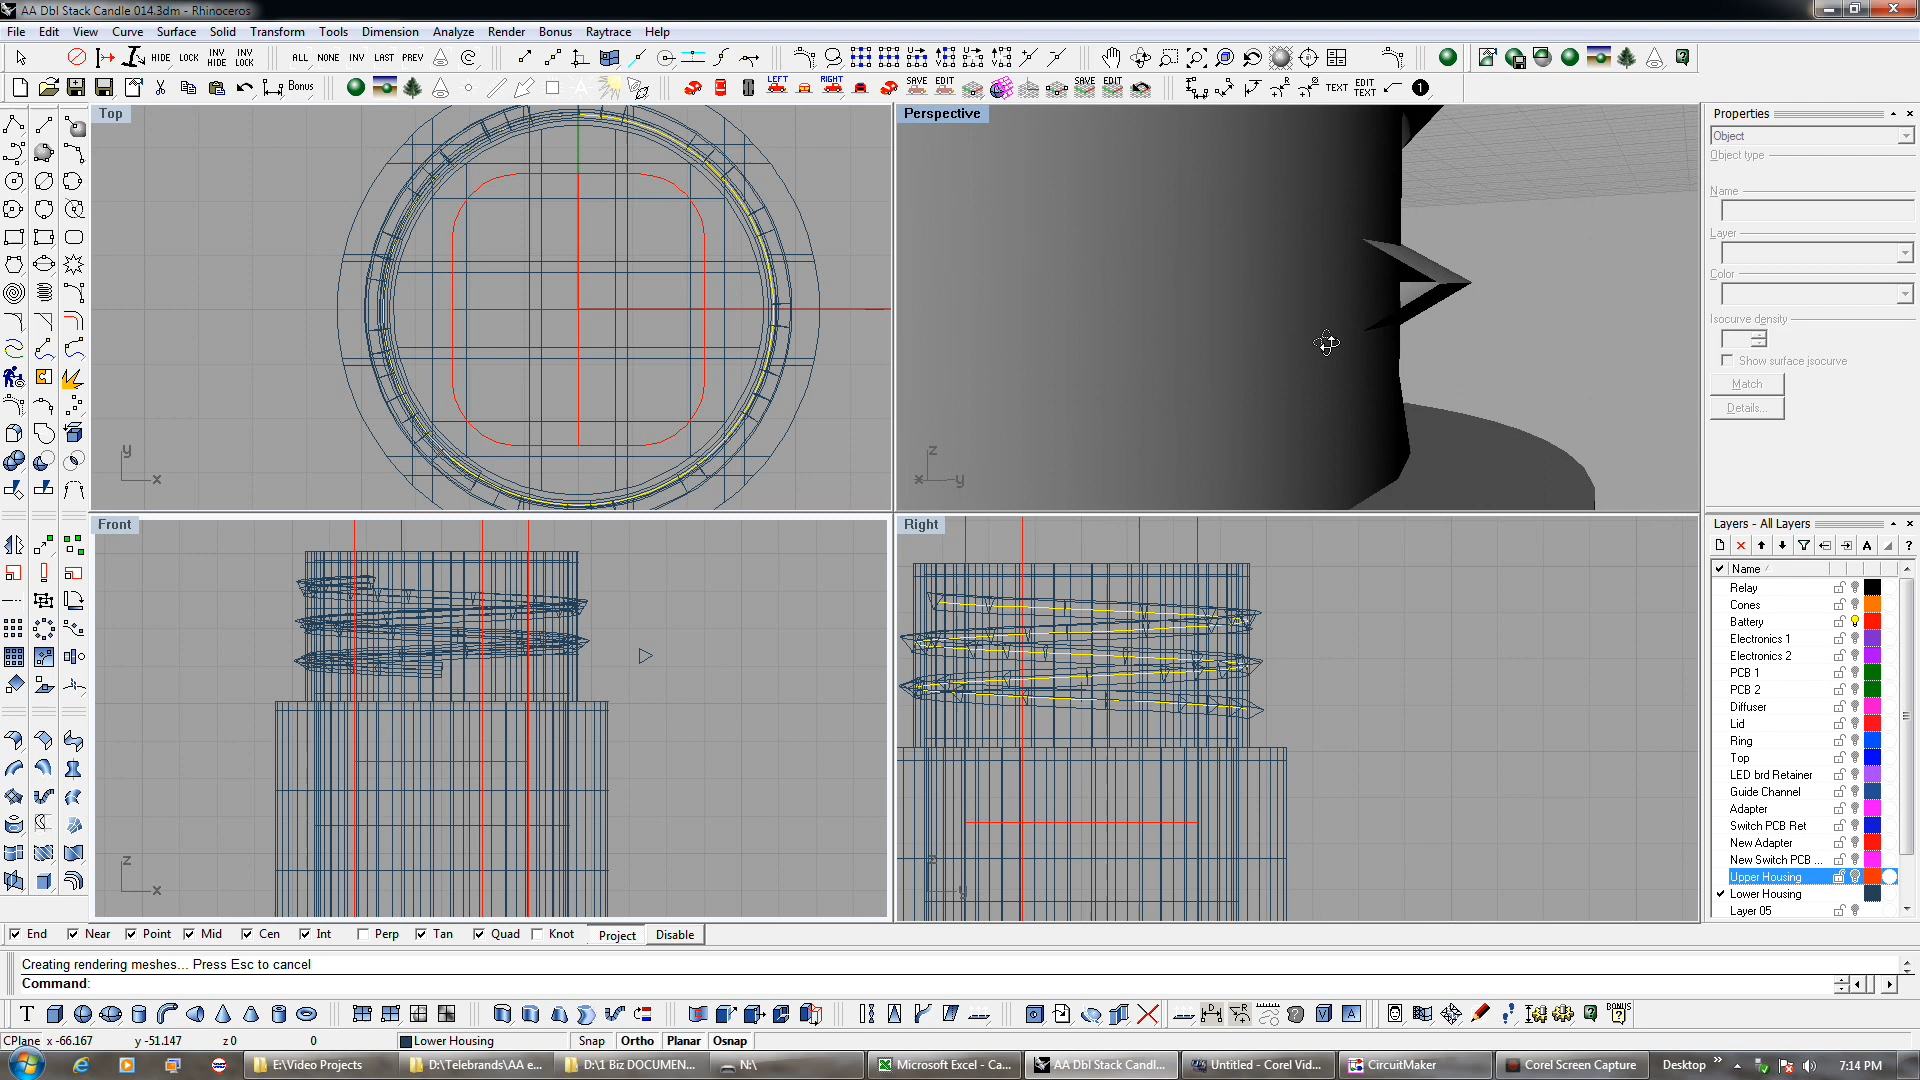 AA Dbl Stack Candle 014.3dm - Rhinoceros
File Edit View Curve Surface Solid Transform Tools Dimension Analyze Render Bonus Raytrace Help
HIDE LOCK INV HIDE INV LOCK ALL NONE INV LAST PREV
Bonus LEFT RIGHT SAVE EDIT SAVE EDIT TEXT EDIT TEXT 1
Top
Perspective
Properties
Object
Object type
Name
Layer
Color
Isocurve density
Show surface isocurve
Match
Details...
y
x
z
x y
Front
Right
z
x
z
y
Layers - All Layers
A ?
Name
Relay
Cones
Battery
Electronics 1
Electronics 2
PCB 1
PCB 2
Diffuser
Lid
Ring
Top
LED brd Retainer
Guide Channel
Adapter
Switch PCB Ret
New Adapter
New Switch PCB ...
Upper Housing
Lower Housing
Layer 05
End Near Point Mid Cen Int Perp Tan Quad Knot Project Disable
Creating rendering meshes... Press Esc to cancel
Command:
T BONUS
CPlane x -66.167 y -51.147 z 0 0 Lower Housing Snap Ortho Planar Osnap
E:\Video Projects D:\Telebrands\AA e... D:\1 Biz DOCUMEN... N:\ Microsoft Excel - Ca... AA Dbl Stack Candl... Untitled - Corel Vid... CircuitMaker Corel Screen Capture Desktop 7:14 PM